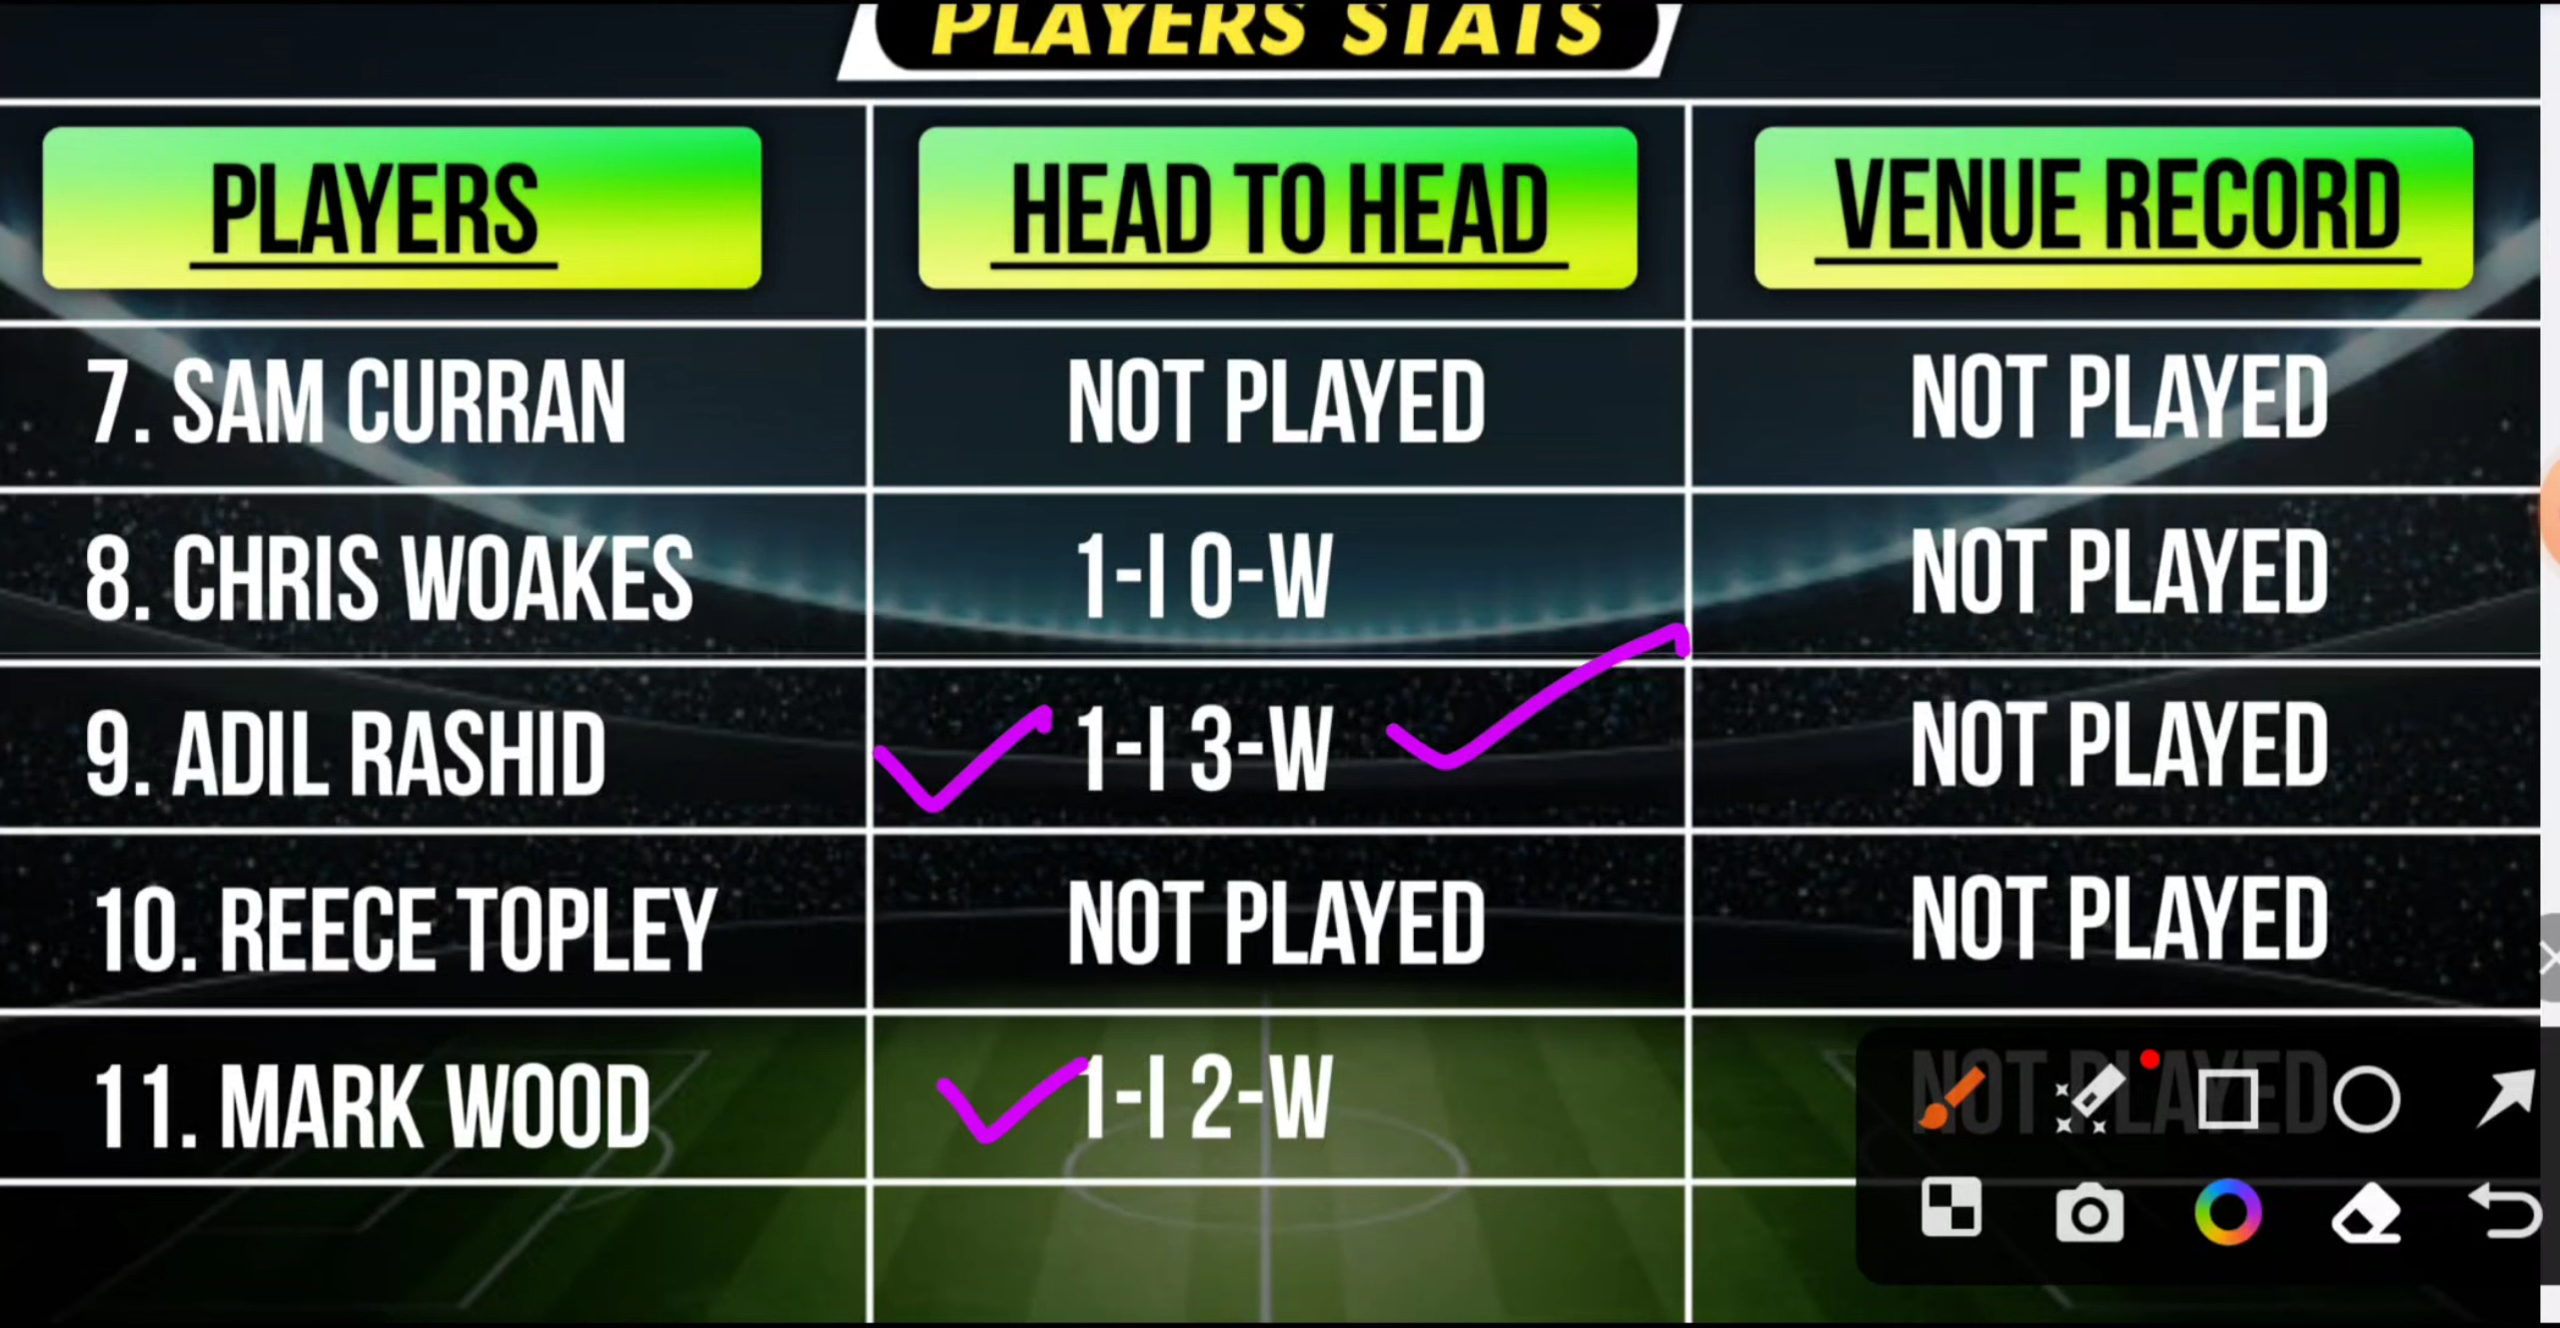 PLAYERS STATS
PLAYERS HEAD TO HEAD VENUE RECORD
7. SAM CURRAN NOT PLAYED NOT PLAYED
8. CHRIS WOAKES 1-I 0-W NOT PLAYED
9. ADIL RASHID 1-I 3-W NOT PLAYED
10. REECE TOPLEY NOT PLAYED NOT PLAYED
11. MARK WOOD 1-I 2-W NOT PLAYED